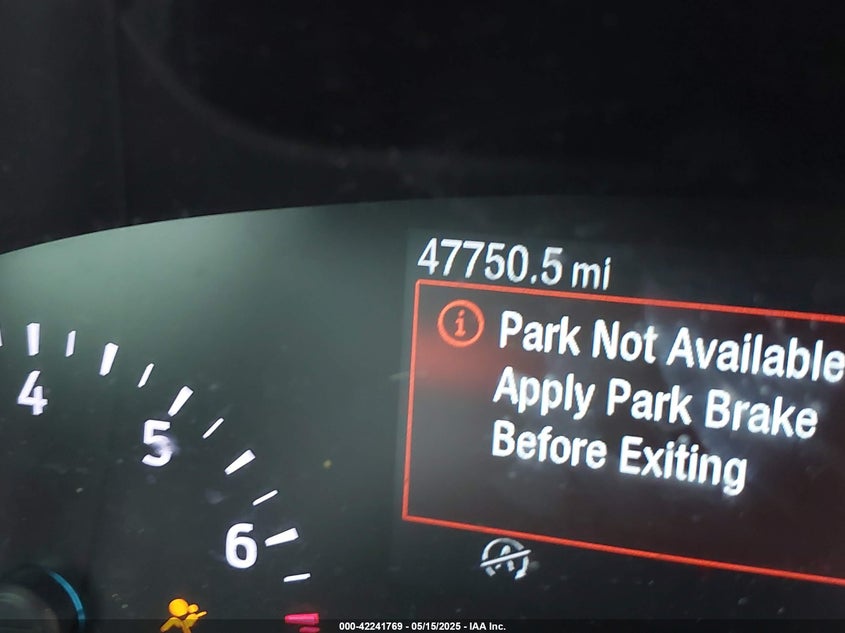 47750.5 mi
Park Not Available
Apply Park Brake
Before Exiting
4
5
6
A
000-42241769 - 05/15/2025 - IAA Inc.